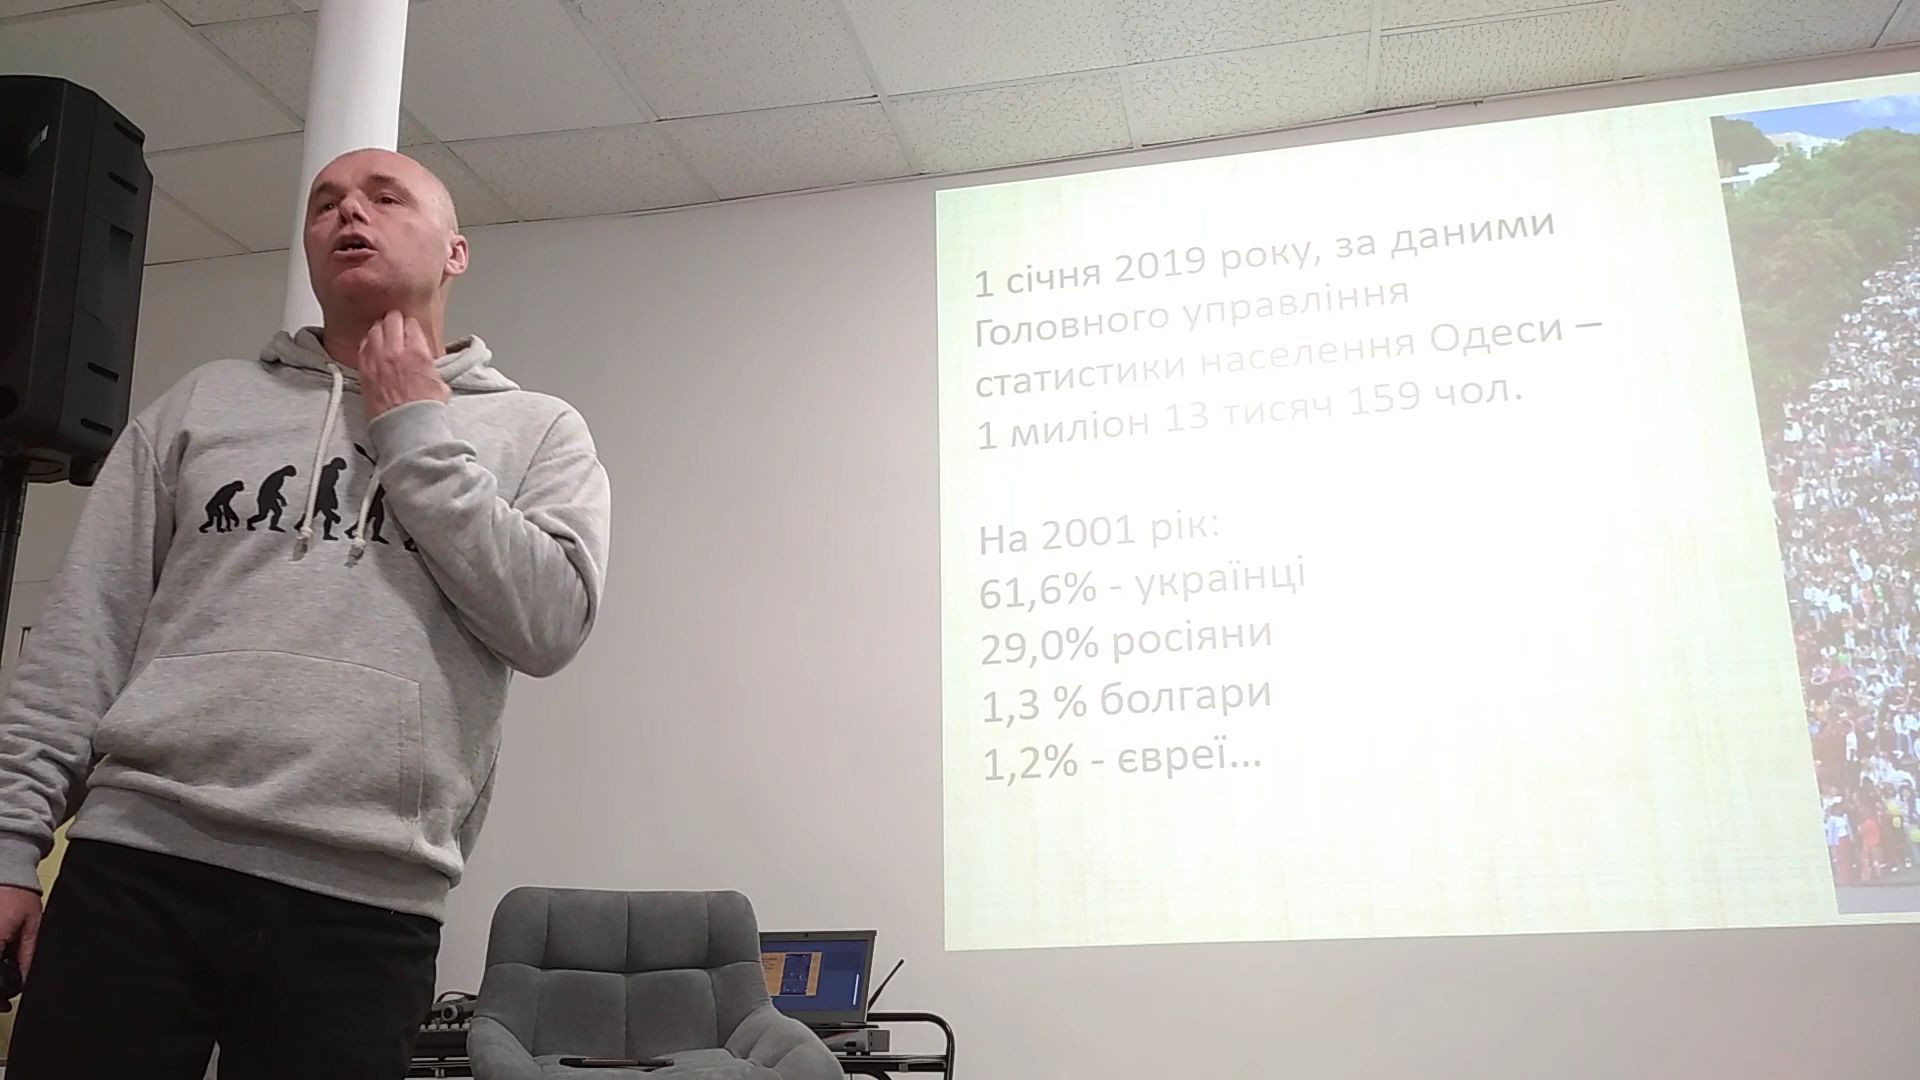 1 січня 2019 року, за даними
Головного управління
статистики населення Одеси –
1 миліон 13 тисяч 159 чол.
На 2001 рік:
61,6% - українці
29,0% росіяни
1,3 % болгари
1,2% - євреї...